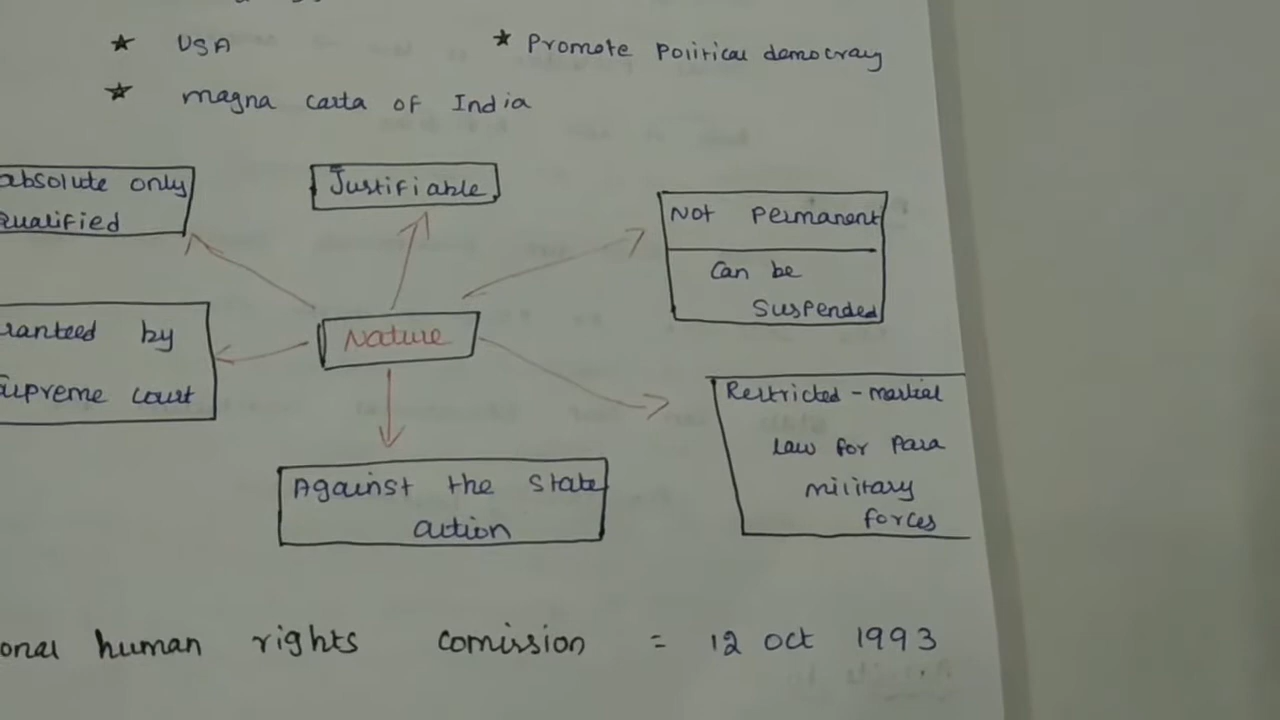 ★ USA
★ Promote Political democray
★ magna carta of India
absolute only
qualified
Justifiable
Not Permanent
Can be
Suspended
ranteed by
supreme court
Nature
Restricted - martial
Law for Para
military
forces
Against the State
action
onal human rights comission = 12 Oct 1993